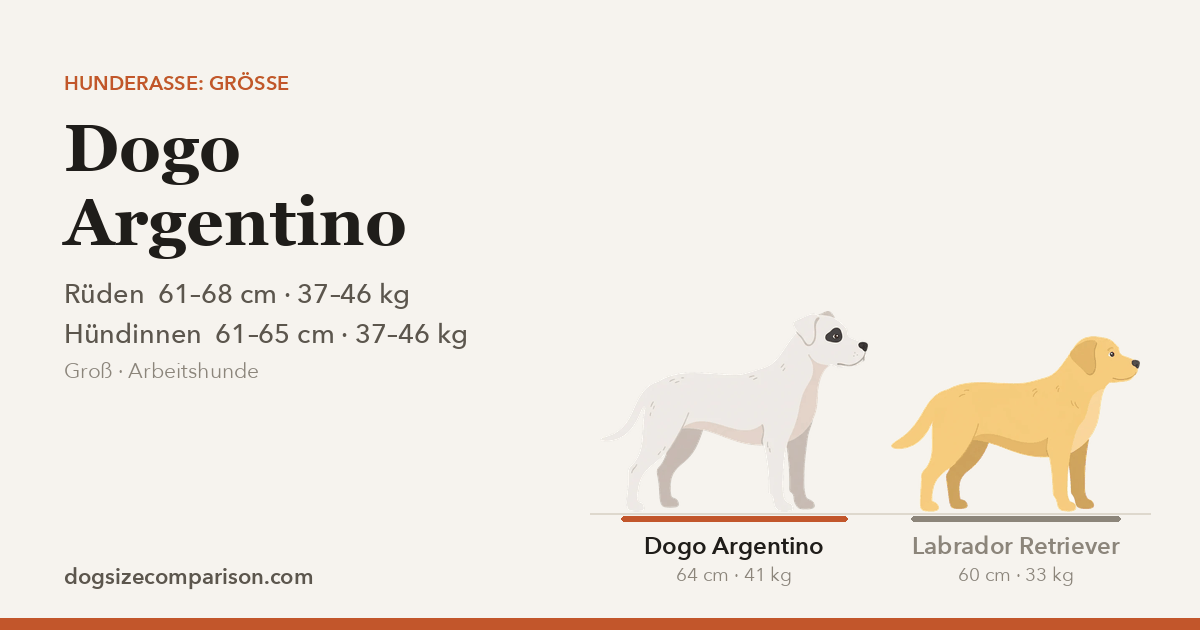 HUNDERASSE: GRÖSSE
Dogo
Argentino
Rüden 61–68 cm · 37–46 kg
Hündinnen 61–65 cm · 37–46 kg
Groß · Arbeitshunde
Dogo Argentino
64 cm · 41 kg
Labrador Retriever
60 cm · 33 kg
dogsizecomparison.com